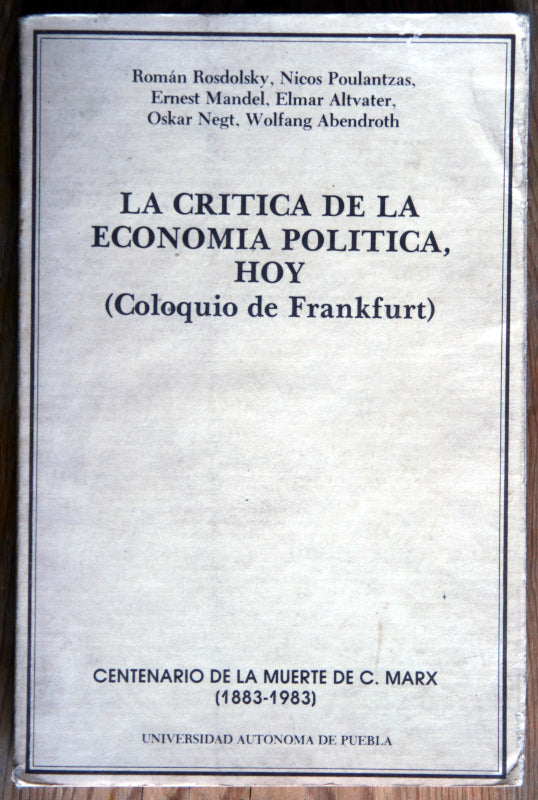 Román Rosdolsky, Nicos Poulantzas,
Ernest Mandel, Elmar Altvater,
Oskar Negt, Wolfang Abendroth
LA CRITICA DE LA
ECONOMIA POLITICA,
HOY
(Coloquio de Frankfurt)
CENTENARIO DE LA MUERTE DE C. MARX
(1883-1983)
UNIVERSIDAD AUTONOMA DE PUEBLA